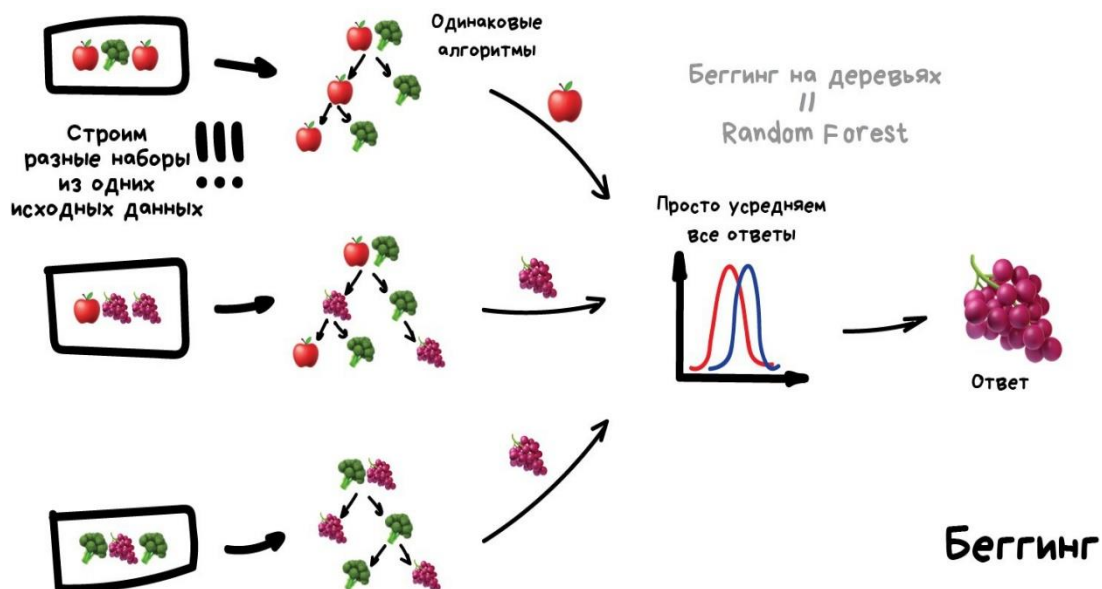 Одинаковые
алгоритмы
Беггинг на деревьях
=
Random Forest
Строим
разные наборы
из одних
исходных данных
!!!
Просто усредняем
все ответы
Ответ
Беггинг